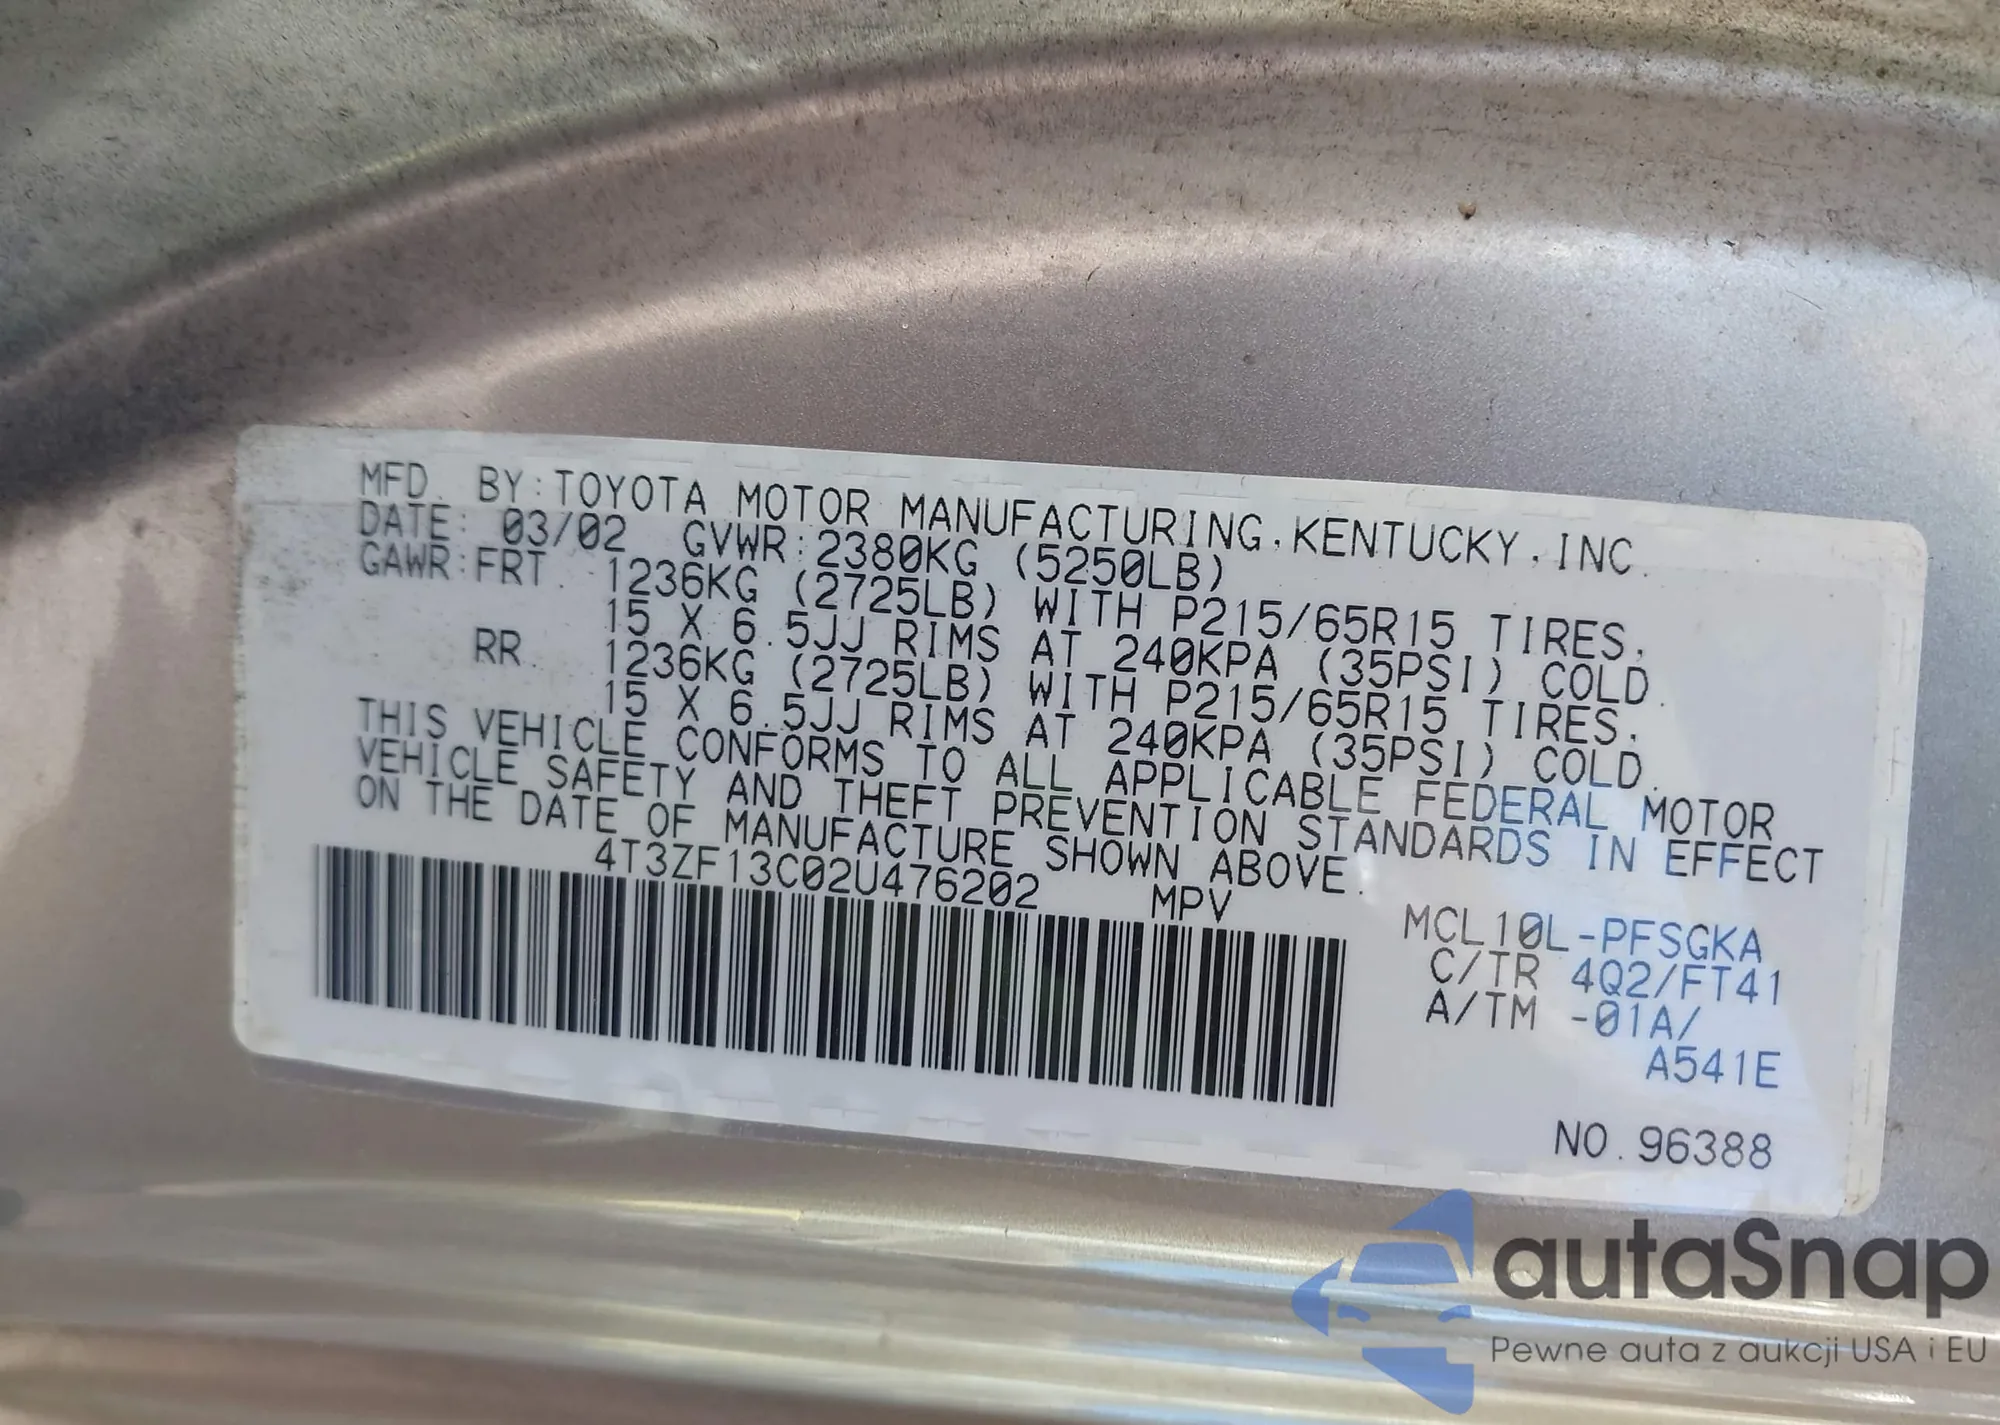 MFD. BY:TOYOTA MOTOR MANUFACTURING,KENTUCKY,INC.
DATE: 03/02 GVWR:2380KG (5250LB)
GAWR:FRT. 1236KG (2725LB) WITH P215/65R15 TIRES,
15 X 6.5JJ RIMS AT 240KPA (35PSI) COLD.
RR. 1236KG (2725LB) WITH P215/65R15 TIRES,
15 X 6.5JJ RIMS AT 240KPA (35PSI) COLD.
THIS VEHICLE CONFORMS TO ALL APPLICABLE FEDERAL MOTOR
VEHICLE SAFETY AND THEFT PREVENTION STANDARDS IN EFFECT
ON THE DATE OF MANUFACTURE SHOWN ABOVE.
4T3ZF13C02U476202 MPV
MCL10L-PFSGKA
C/TR 4Q2/FT41
A/TM -01A/
A541E
NO.96388
autaSnap
Pewne auta z aukcji USA i EU